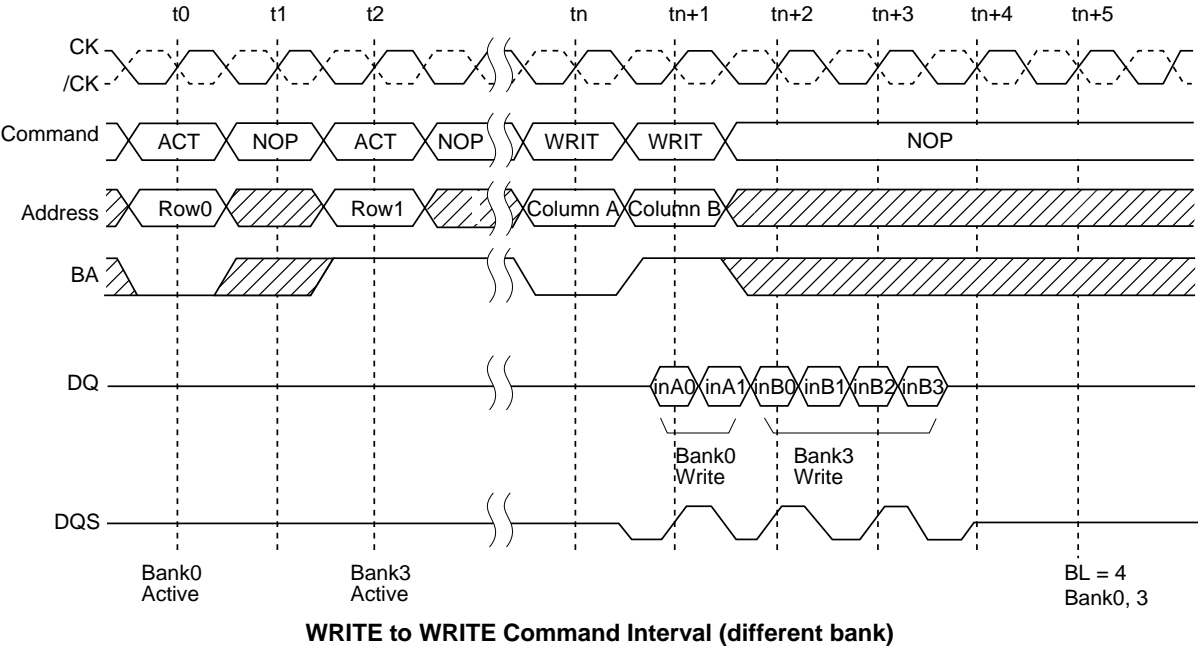 t0 t1 t2 tn tn+1 tn+2 tn+3 tn+4 tn+5
CK
/CK
Command ACT NOP ACT NOP WRIT WRIT NOP
Address Row0 Row1 Column A Column B
BA
DQ inA0 inA1 inB0 inB1 inB2 inB3
Bank0 Bank3
Write Write
DQS
Bank0 Bank3 BL = 4
Active Active Bank0, 3
WRITE to WRITE Command Interval (different bank)